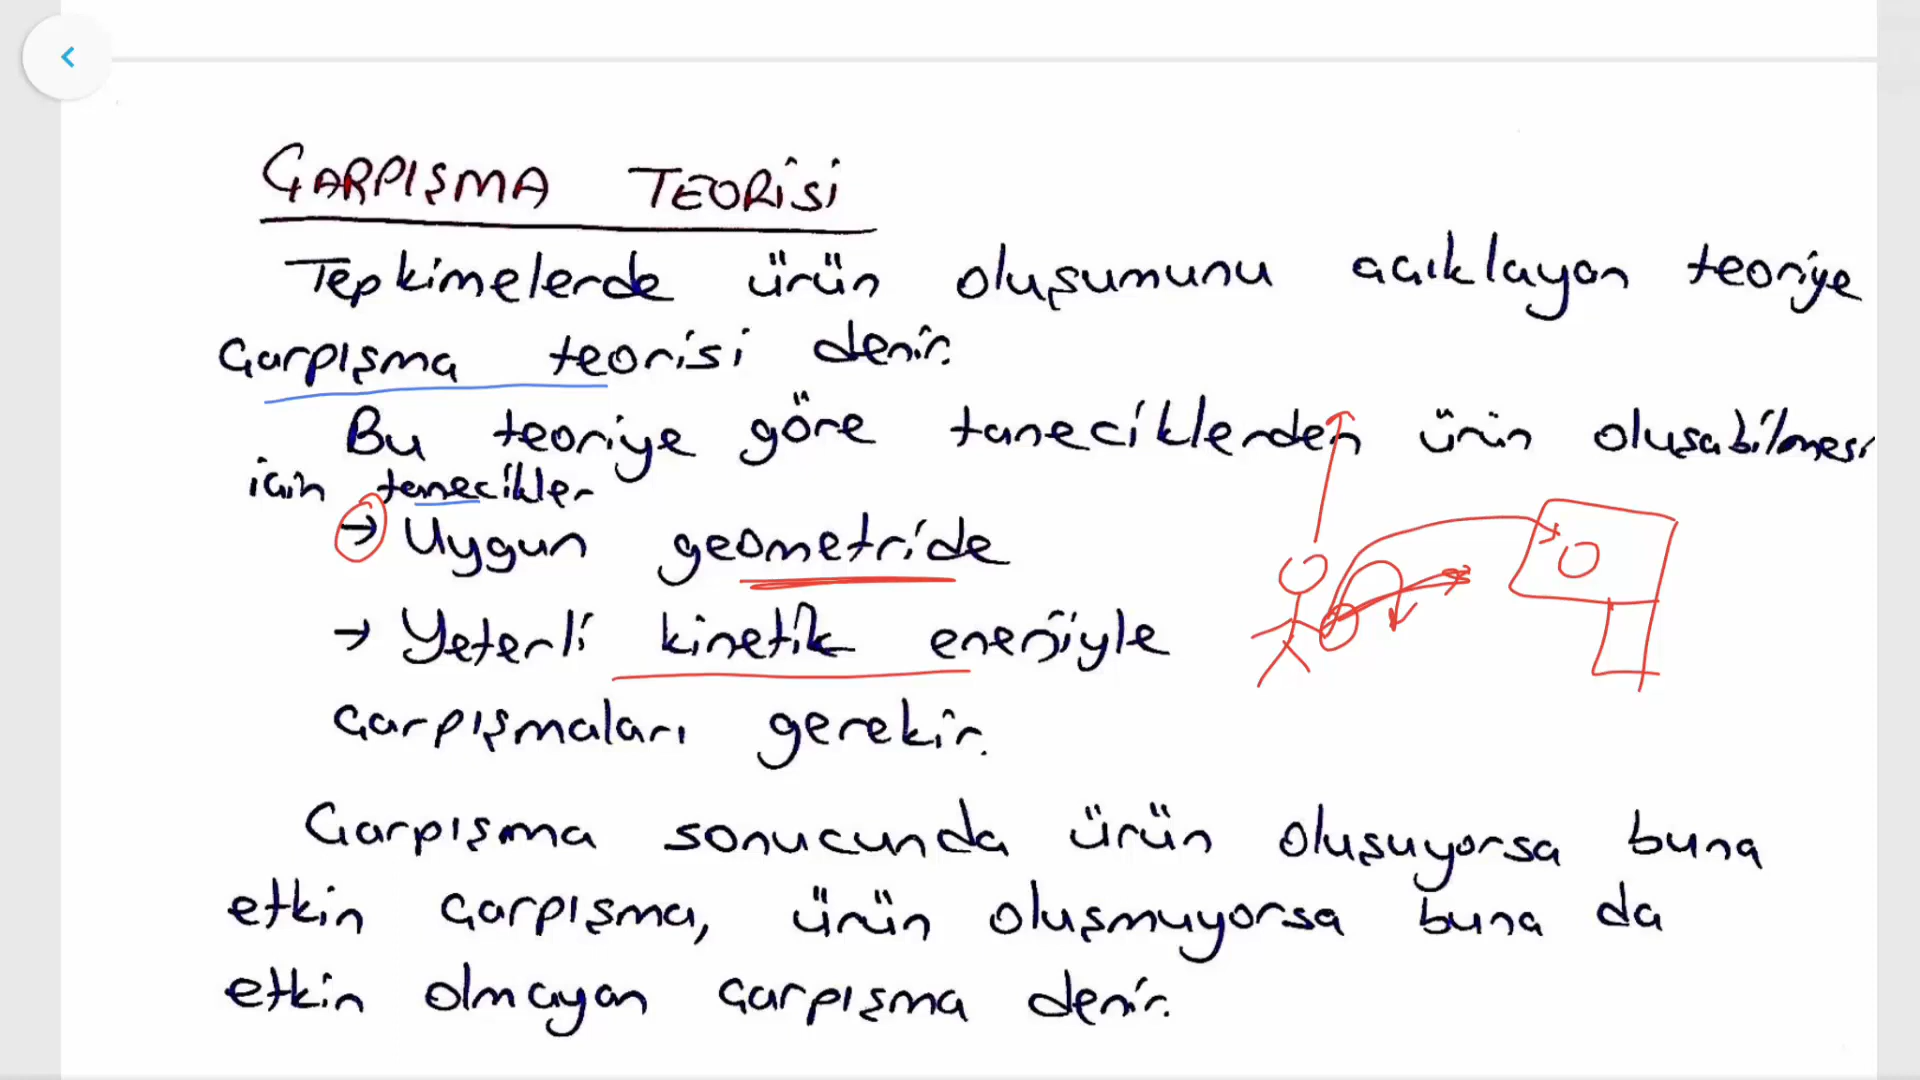 ÇARPIŞMA TEORİSİ
Tepkimelerde ürün oluşumunu açıklayan teoriye
çarpışma teorisi denir.
Bu teoriye göre taneciklerden ürün oluşabilmesi
için tanecikler
→ Uygun geometride
→ Yeterli kinetik enerjiyle
çarpışmaları gerekir.
Çarpışma sonucunda ürün oluşuyorsa buna
etkin çarpışma, ürün oluşmuyorsa buna da
etkin olmayan çarpışma denir.